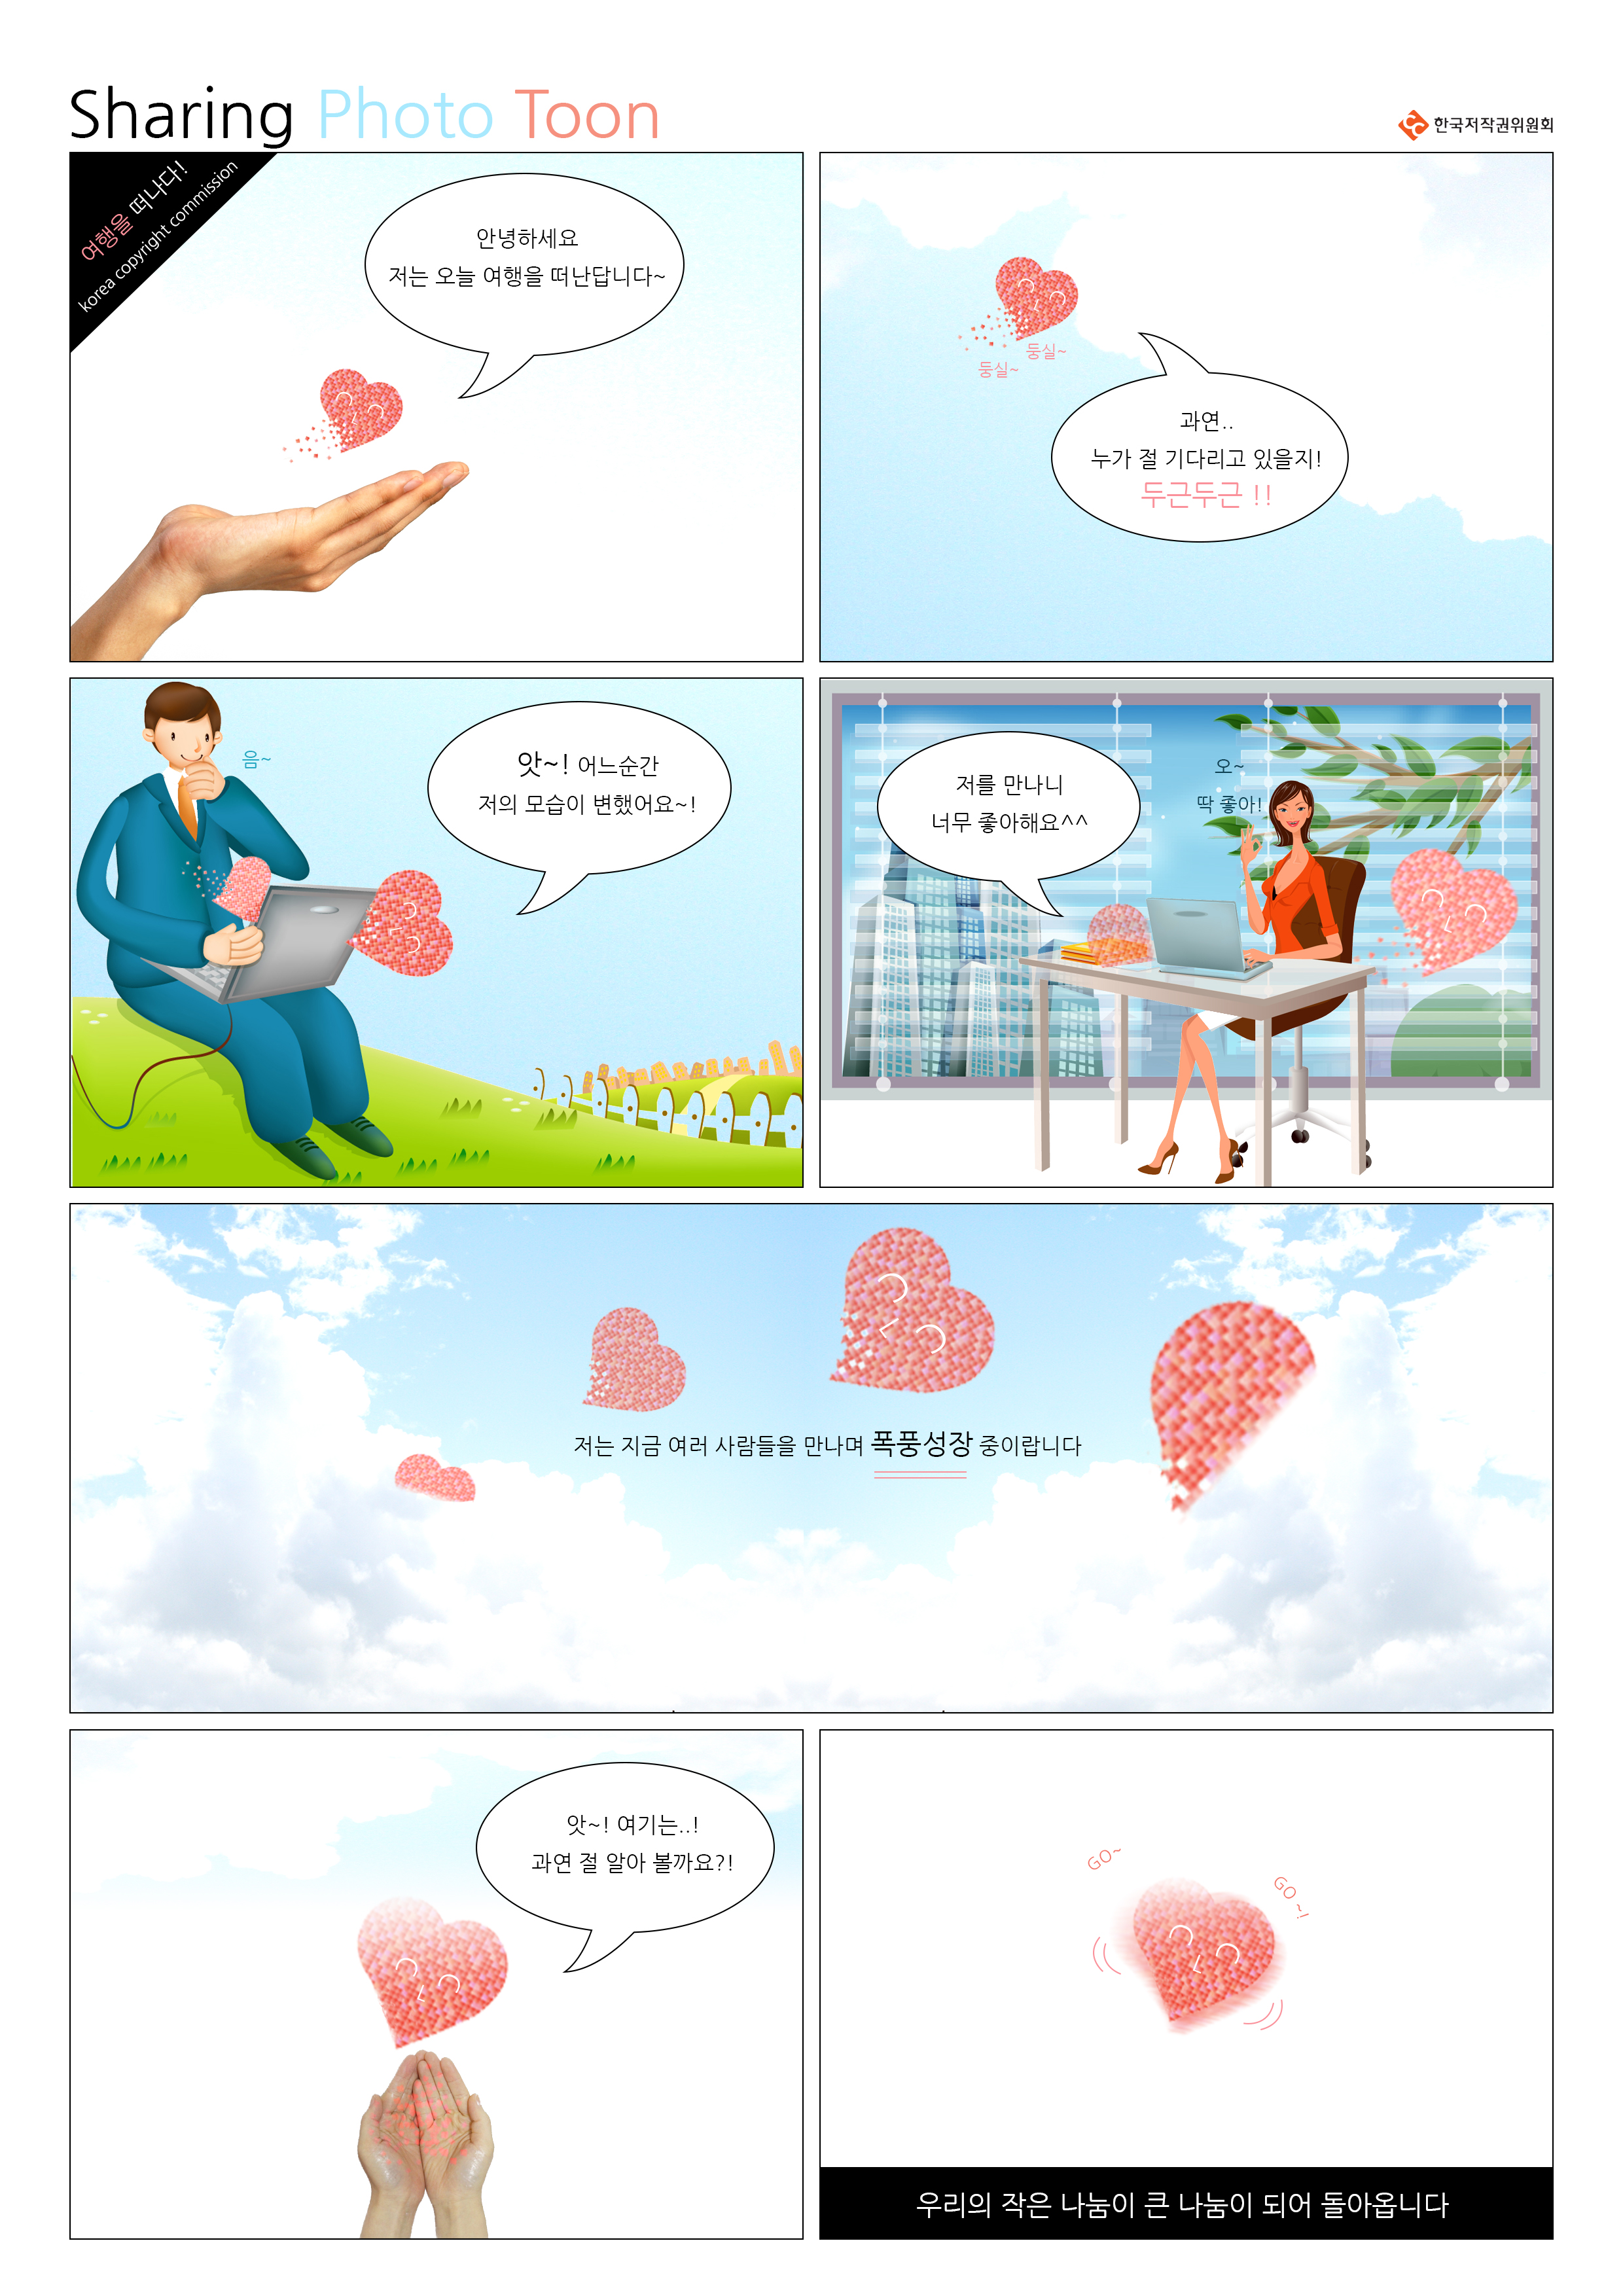 Sharing Photo Toon
한국저작권위원회
여행을 떠나다!
korea copyright commission
안녕하세요
저는 오늘 여행을 떠난답니다~
둥실~
둥실~
과연..
누가 절 기다리고 있을지!
두근두근 !!
음~
앗~! 어느순간
저의 모습이 변했어요~!
저를 만나니
너무 좋아해요^^
오~
딱 좋아!
저는 지금 여러 사람들을 만나며 폭풍성장 중이랍니다
앗~! 여기는..!
과연 절 알아 볼까요?!
GO~
GO ~!
우리의 작은 나눔이 큰 나눔이 되어 돌아옵니다